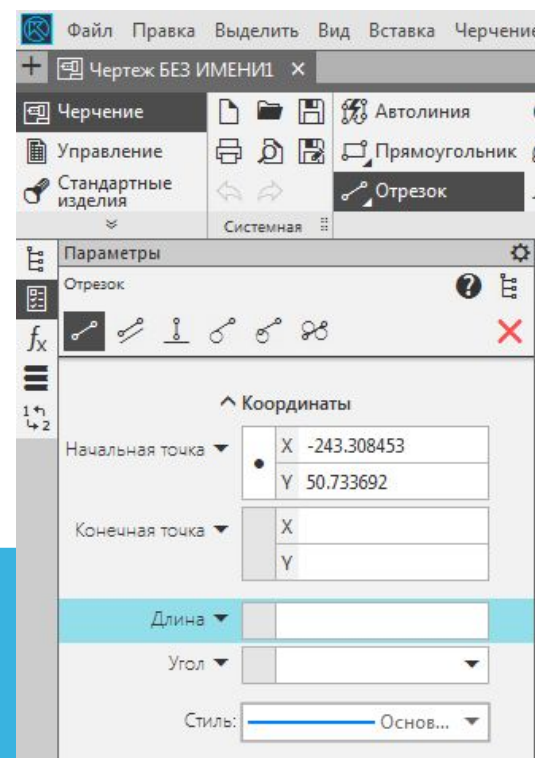 Файл Правка Выделить Вид Вставка Черчение
+ Чертеж БЕЗ ИМЕНИ1 ×
Черчение
Автолиния
Управление
Прямоугольник
Стандартные
изделия
Отрезок
Системная
Параметры
Отрезок
Координаты
Начальная точка X -243.308453
Y 50.733692
Конечная точка X
Y
Длина
Угол
Стиль: Основ...